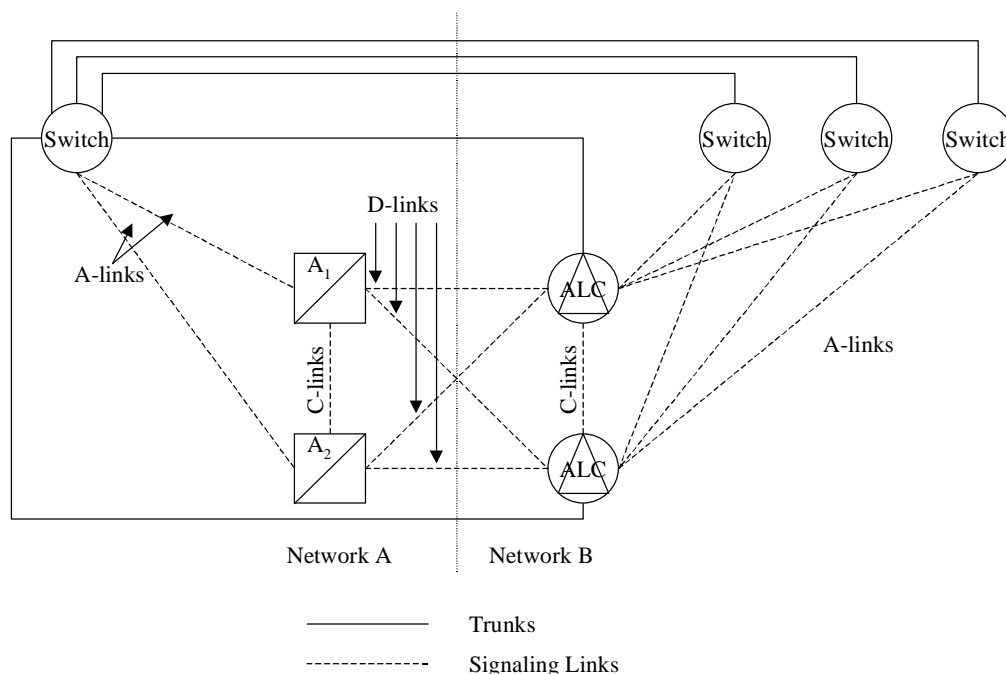 Switch
Switch
Switch
Switch
D-links
A-links
A1
ALC
C-links
C-links
A-links
A2
ALC
Network A
Network B
Trunks
Signaling Links